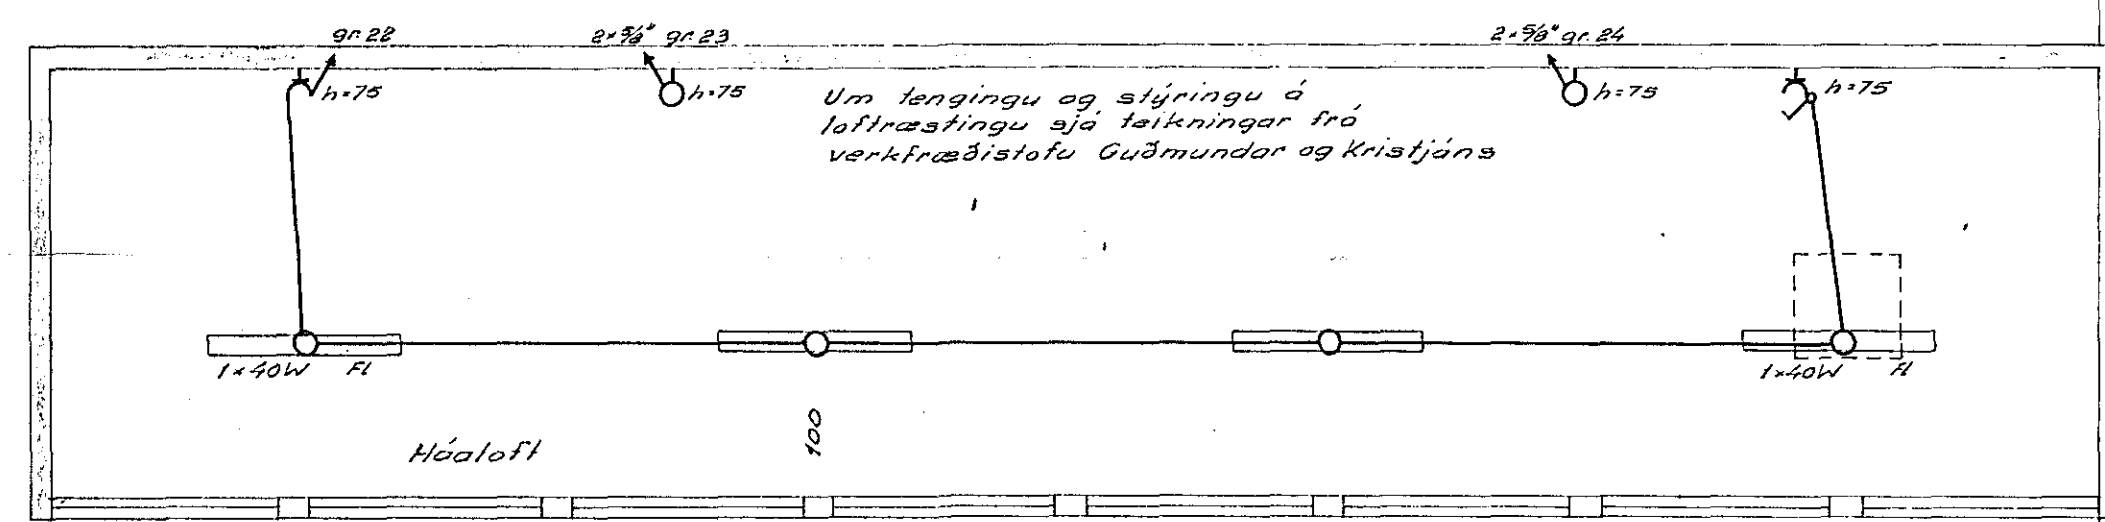 gr. 22
2×5/8" gr. 23
2×5/8" gr. 24
h=75
h=75
h=75
h=75
Um tengingu og stýringu á
loftræstingu sjá teikningar frá
verkfræðistofu Guðmundar og Kristjáns
1×40W Fl
1×40W Fl
Háaloft
100